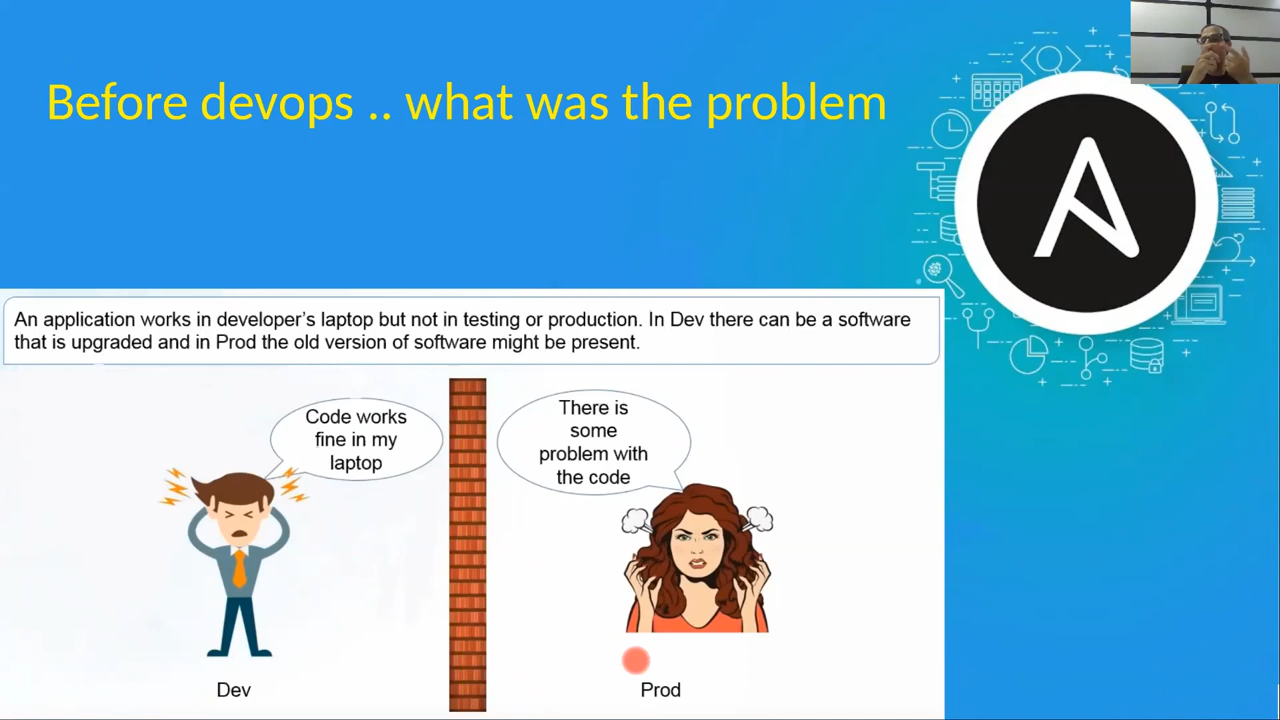 Before devops .. what was the problem
An application works in developer's laptop but not in testing or production. In Dev there can be a software
that is upgraded and in Prod the old version of software might be present.
Code works
fine in my
laptop
There is
some
problem with
the code
Dev
Prod